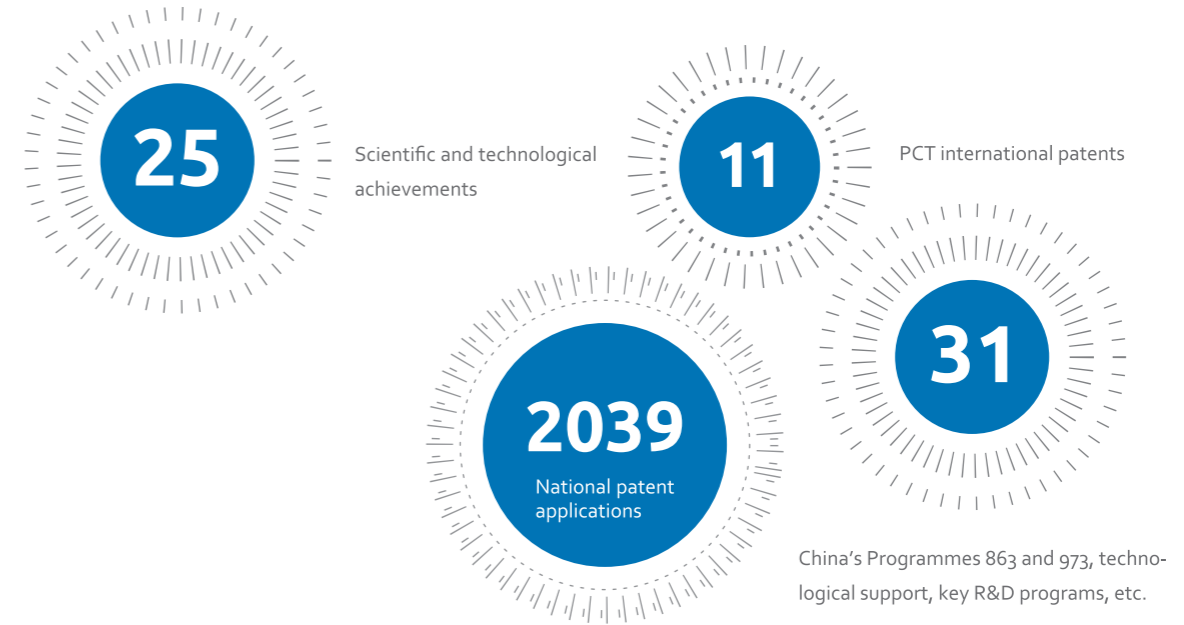 25
Scientific and technological
achievements
11
PCT international patents
2039
National patent
applications
31
China’s Programmes 863 and 973, techno-
logical support, key R&D programs, etc.